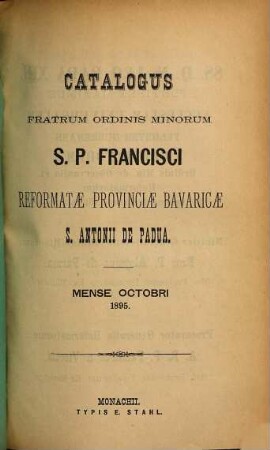 CATALOGUS
FRATRUM ORDINIS MINORUM
S. P. FRANCISCI
REFORMATÆ PROVINCIÆ BAVARICÆ
S. ANTONII DE PADUA.
MENSE OCTOBRI
1895.
MONACHII.
TYPIS E. STAHL.